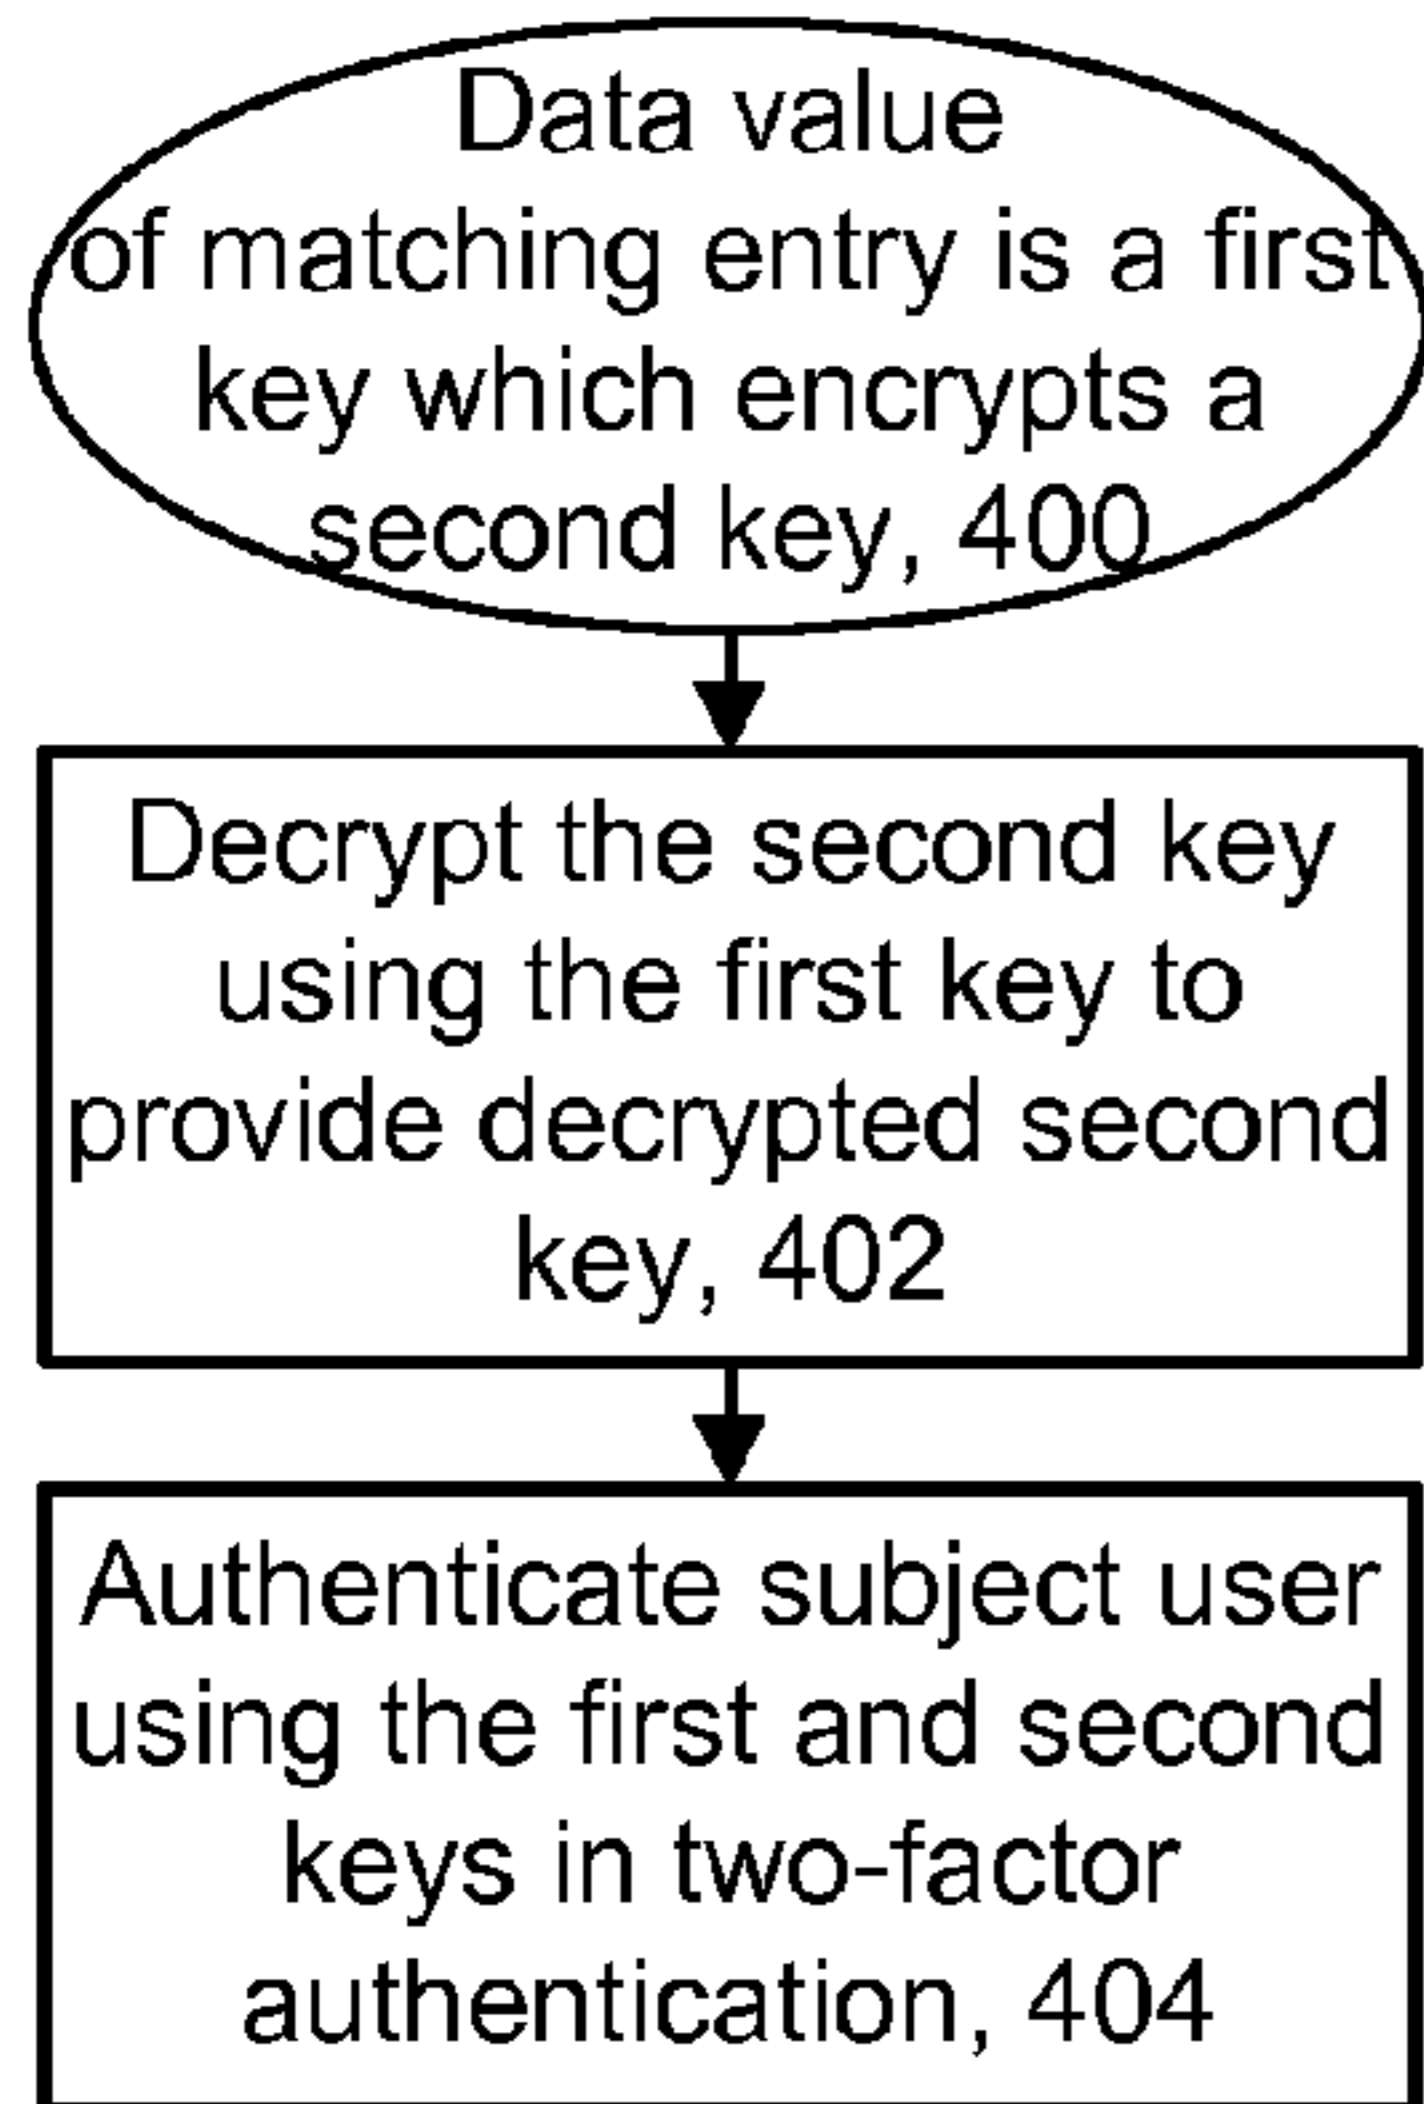 Data value
of matching entry is a first
key which encrypts a
second key, 400
Decrypt the second key
using the first key to
provide decrypted second
key, 402
Authenticate subject user
using the first and second
keys in two-factor
authentication, 404